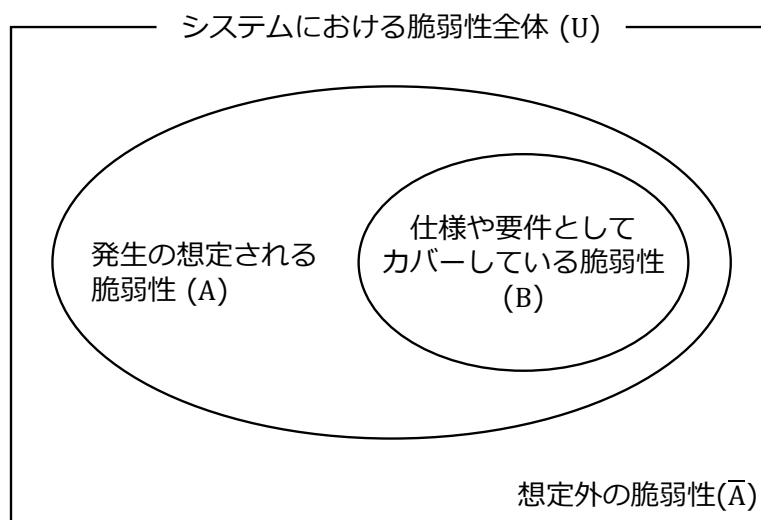 システムにおける脆弱性全体 (U)
発生の想定される
脆弱性 (A)
仕様や要件として
カバーしている脆弱性
(B)
想定外の脆弱性(A̅)